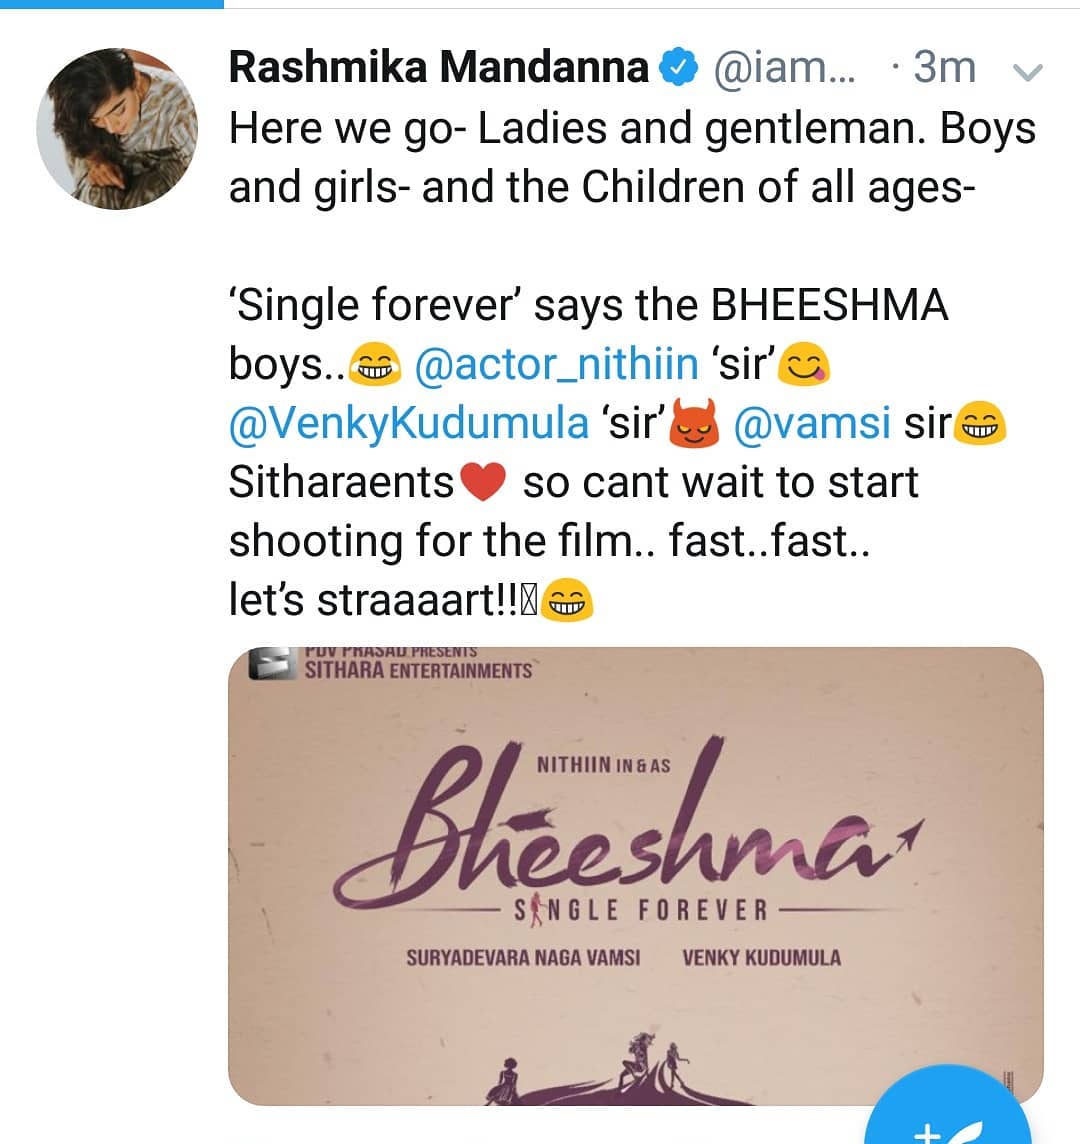 Rashmika Mandanna @iam... · 3m
Here we go- Ladies and gentleman. Boys
and girls- and the Children of all ages-
‘Single forever’ says the BHEESHMA
boys..😂 @actor_nithiin ‘sir’😋
@VenkyKudumula ‘sir’😈 @vamsi sir😁
Sitharaents❤️ so cant wait to start
shooting for the film.. fast..fast..
let’s straaaart!!😁
PDV PRASAD PRESENTS
SITHARA ENTERTAINMENTS
NITHIIN IN & AS
Bheeshma
SINGLE FOREVER
SURYADEVARA NAGA VAMSI VENKY KUDUMULA